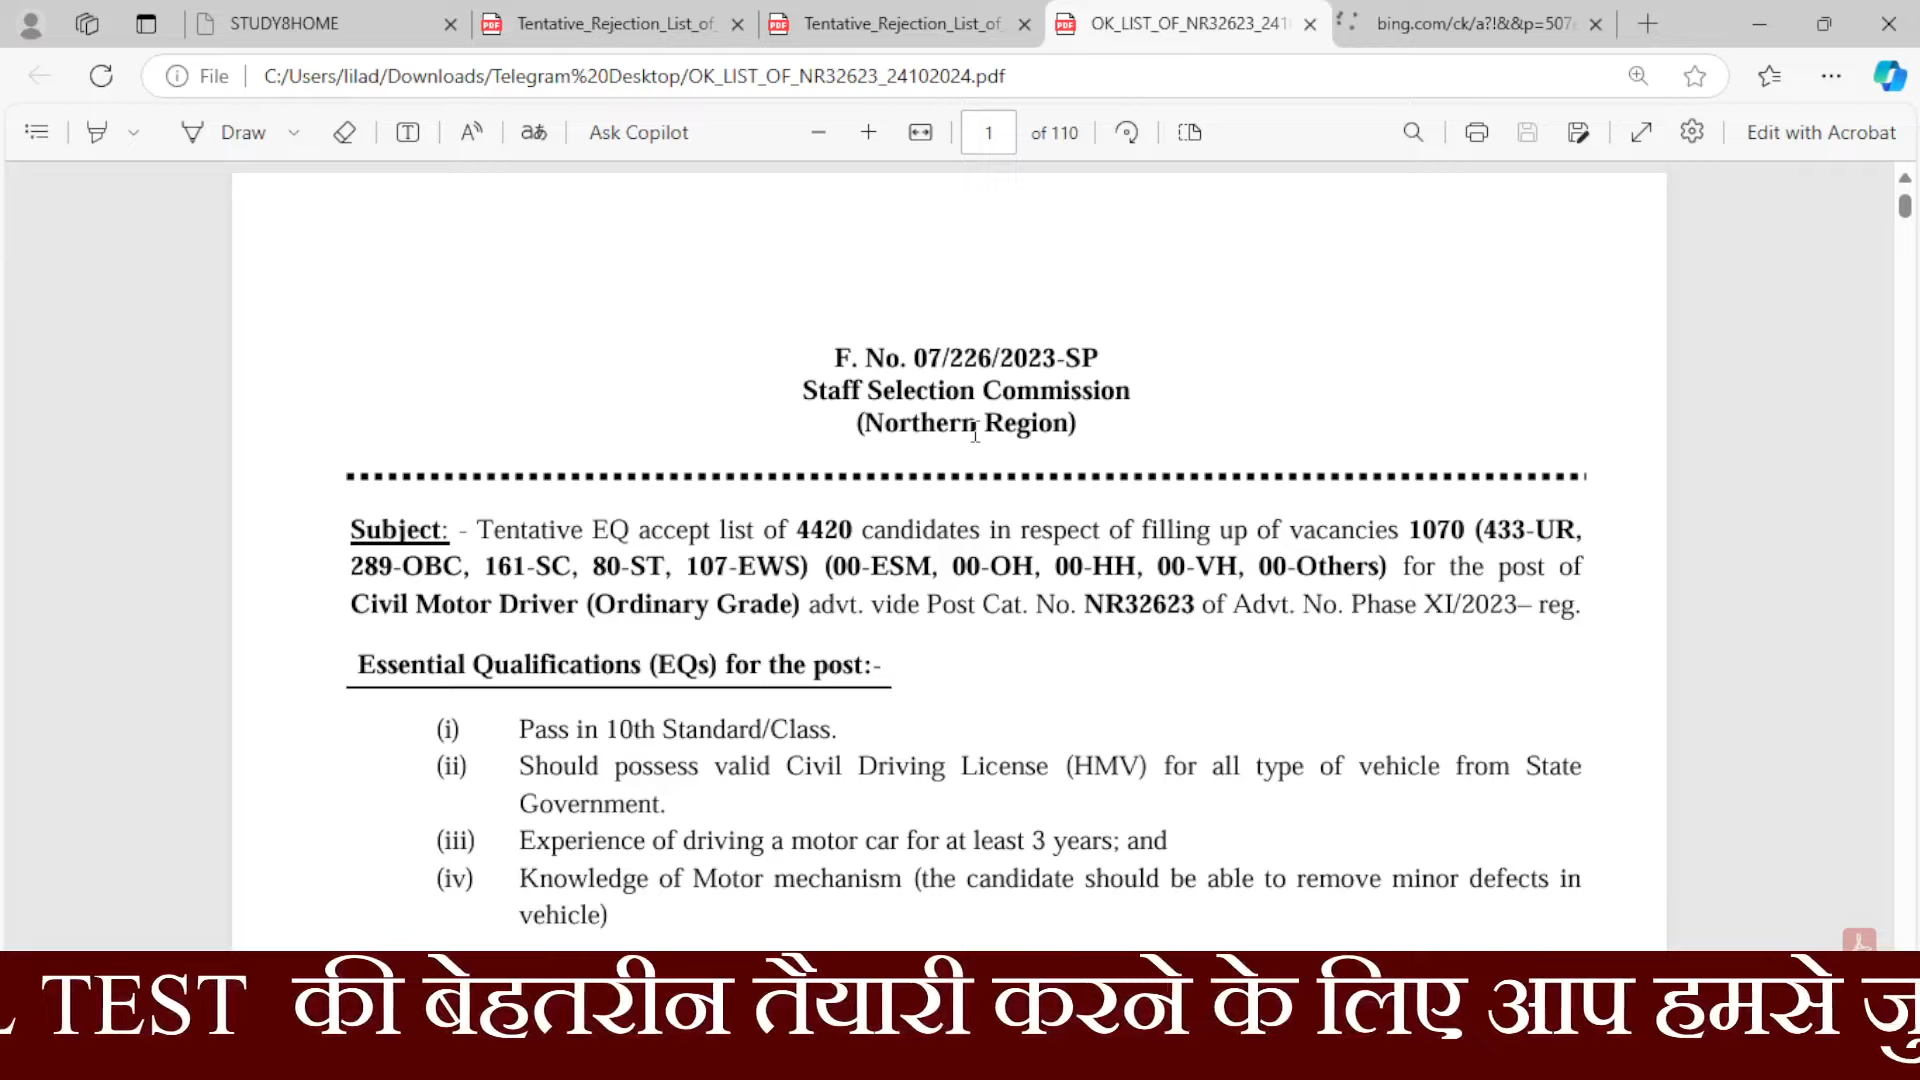 STUDY8HOME
Tentative_Rejection_List_of
Tentative_Rejection_List_of
OK_LIST_OF_NR32623_241
bing.com/ck/a?!&&p=507
File
C:/Users/lilad/Downloads/Telegram%20Desktop/OK_LIST_OF_NR32623_24102024.pdf
Draw
Ask Copilot
1 of 110
Edit with Acrobat
F. No. 07/226/2023-SP
Staff Selection Commission
(Northern Region)
Subject: - Tentative EQ accept list of 4420 candidates in respect of filling up of vacancies 1070 (433-UR,
289-OBC, 161-SC, 80-ST, 107-EWS) (00-ESM, 00-OH, 00-HH, 00-VH, 00-Others) for the post of
Civil Motor Driver (Ordinary Grade) advt. vide Post Cat. No. NR32623 of Advt. No. Phase XI/2023– reg.
Essential Qualifications (EQs) for the post:-
(i) Pass in 10th Standard/Class.
(ii) Should possess valid Civil Driving License (HMV) for all type of vehicle from State
Government.
(iii) Experience of driving a motor car for at least 3 years; and
(iv) Knowledge of Motor mechanism (the candidate should be able to remove minor defects in
vehicle)
L TEST की बेहतरीन तैयारी करने के लिए आप हमसे जु